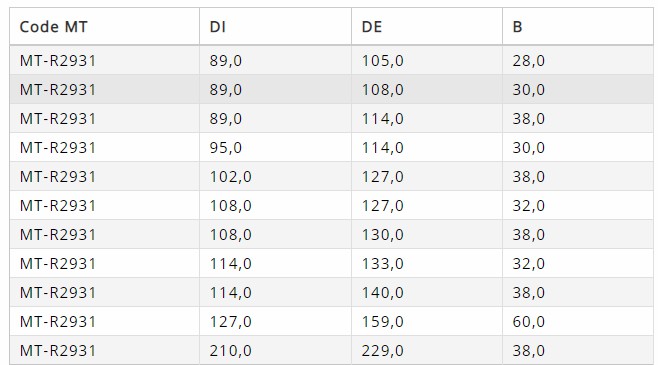 Code MT DI DE B
MT-R2931 89,0 105,0 28,0
MT-R2931 89,0 108,0 30,0
MT-R2931 89,0 114,0 38,0
MT-R2931 95,0 114,0 30,0
MT-R2931 102,0 127,0 38,0
MT-R2931 108,0 127,0 32,0
MT-R2931 108,0 130,0 38,0
MT-R2931 114,0 133,0 32,0
MT-R2931 114,0 140,0 38,0
MT-R2931 127,0 159,0 60,0
MT-R2931 210,0 229,0 38,0